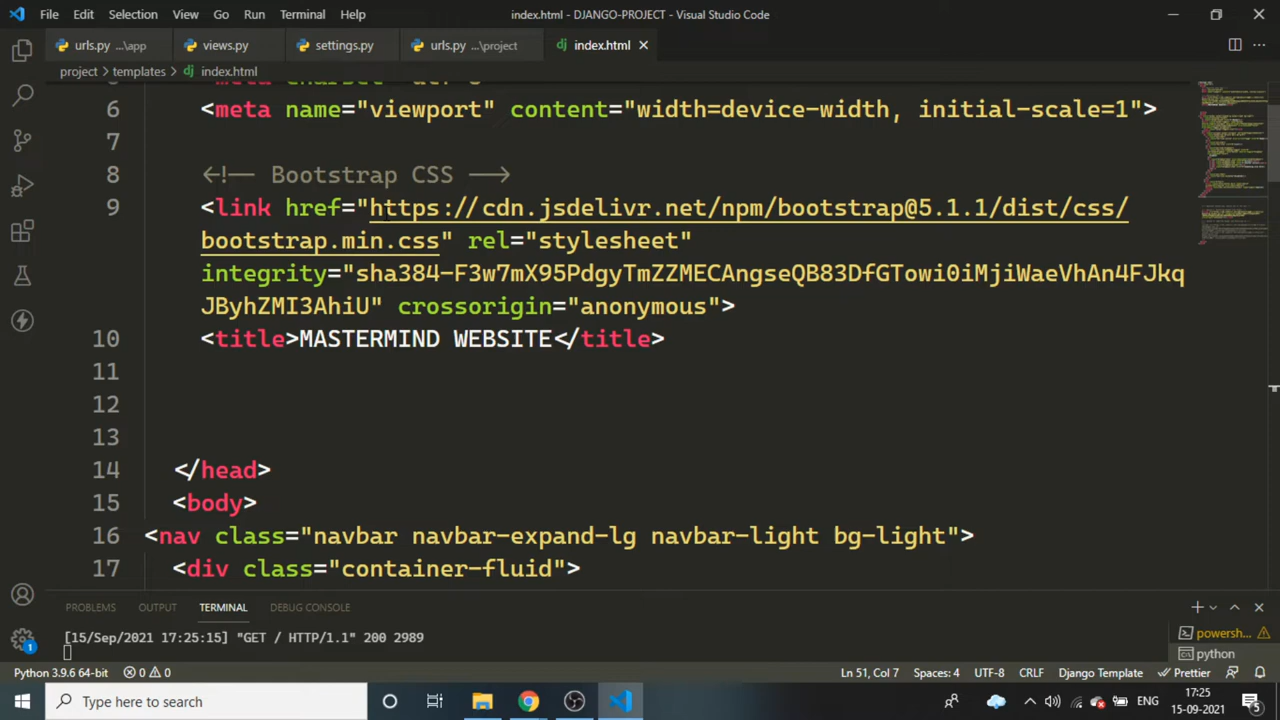 File Edit Selection View Go Run Terminal Help index.html - DJANGO-PROJECT - Visual Studio Code
urls.py ...\app views.py settings.py urls.py ...\project index.html
project > templates > index.html
6 <meta name="viewport" content="width=device-width, initial-scale=1">
7
8 <!-- Bootstrap CSS -->
9 <link href="https://cdn.jsdelivr.net/npm/bootstrap@5.1.1/dist/css/
bootstrap.min.css" rel="stylesheet"
integrity="sha384-F3w7mX95PdgyTmZZMECAngseQB83DfGTowi0iMjiWaeVhAn4FJkq
JByhZMI3AhiU" crossorigin="anonymous">
10 <title>MASTERMIND WEBSITE</title>
11
12
13
14 </head>
15 <body>
16 <nav class="navbar navbar-expand-lg navbar-light bg-light">
17 <div class="container-fluid">
PROBLEMS OUTPUT TERMINAL DEBUG CONSOLE
[15/Sep/2021 17:25:15] "GET / HTTP/1.1" 200 2989
powersh...
python
1
Python 3.9.6 64-bit 0 0 Ln 51, Col 7 Spaces: 4 UTF-8 CRLF Django Template Prettier
Type here to search ENG 17:25
15-09-2021 5